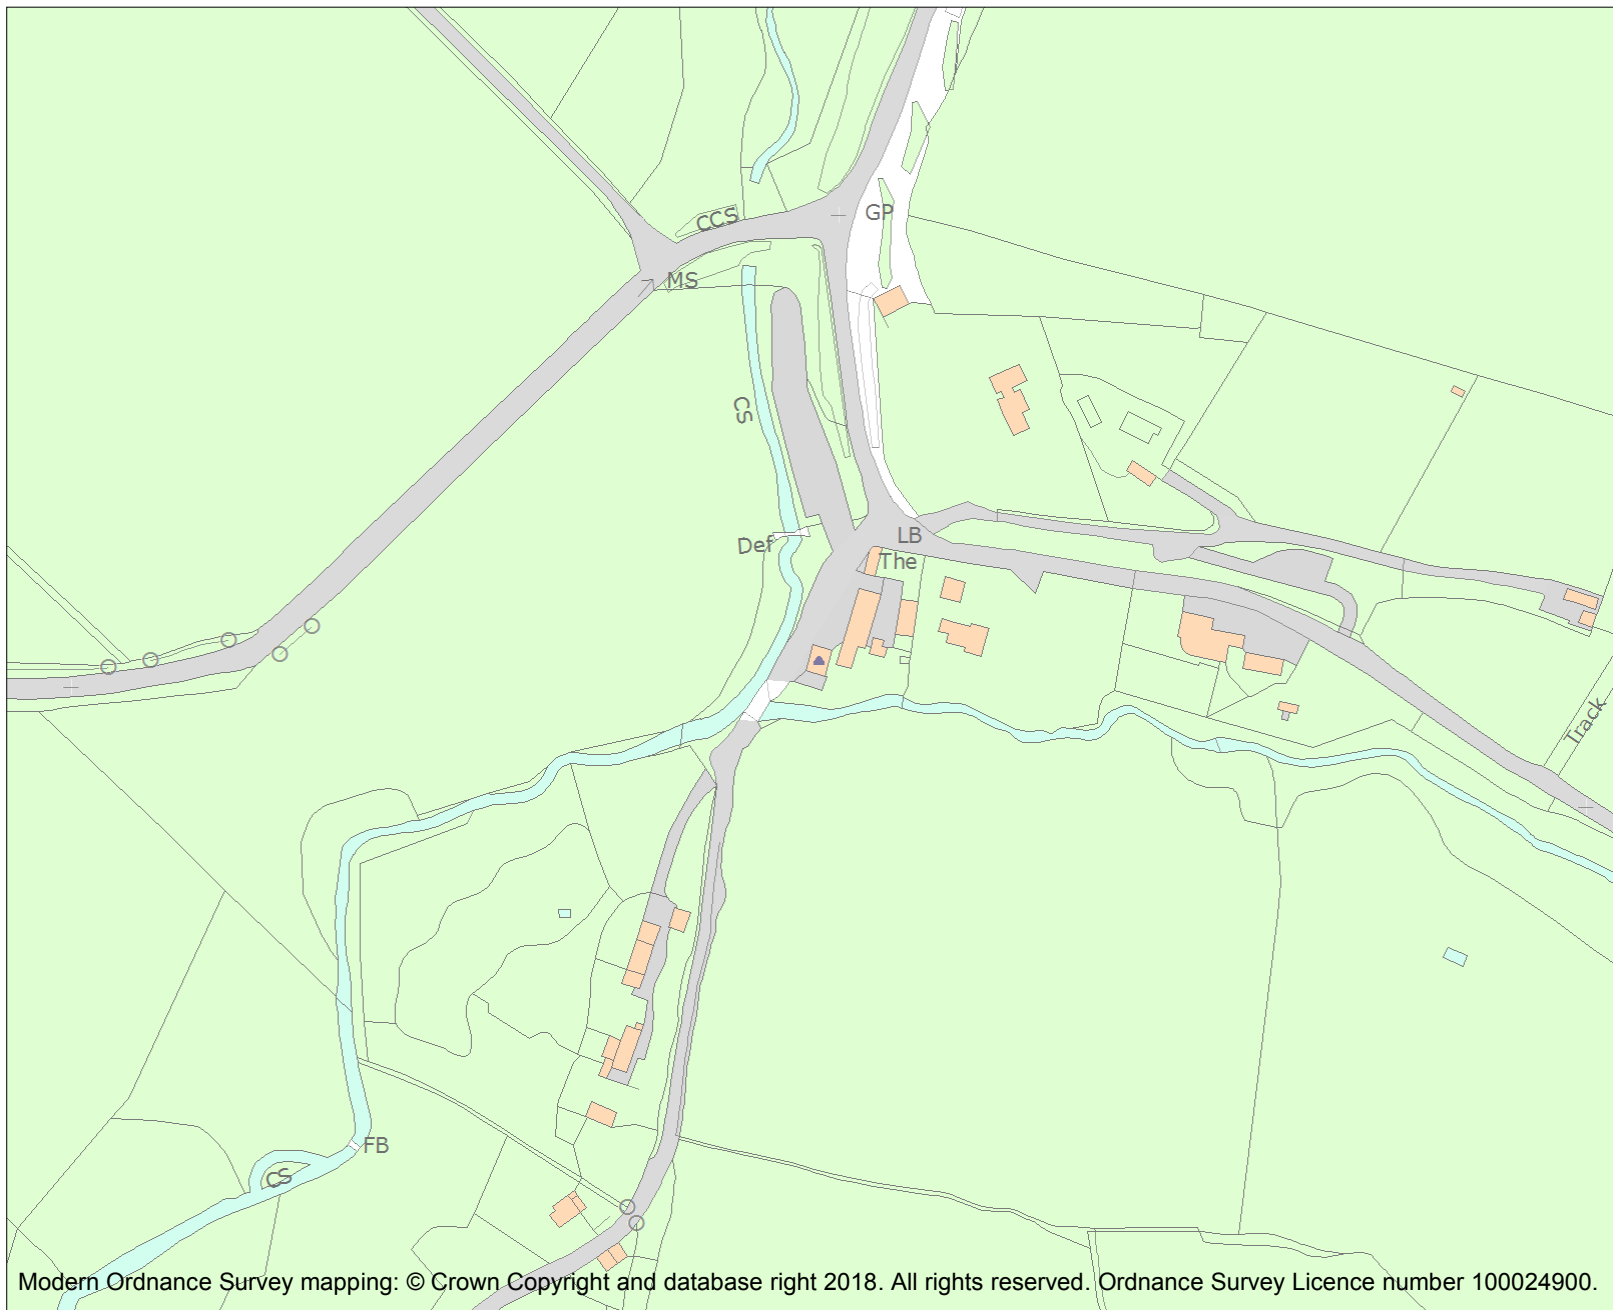 CCS
GP
MS
CS
Def
LB
The
Track
FB
CS
Modern Ordnance Survey mapping: © Crown Copyright and database right 2018. All rights reserved. Ordnance Survey Licence number 100024900.